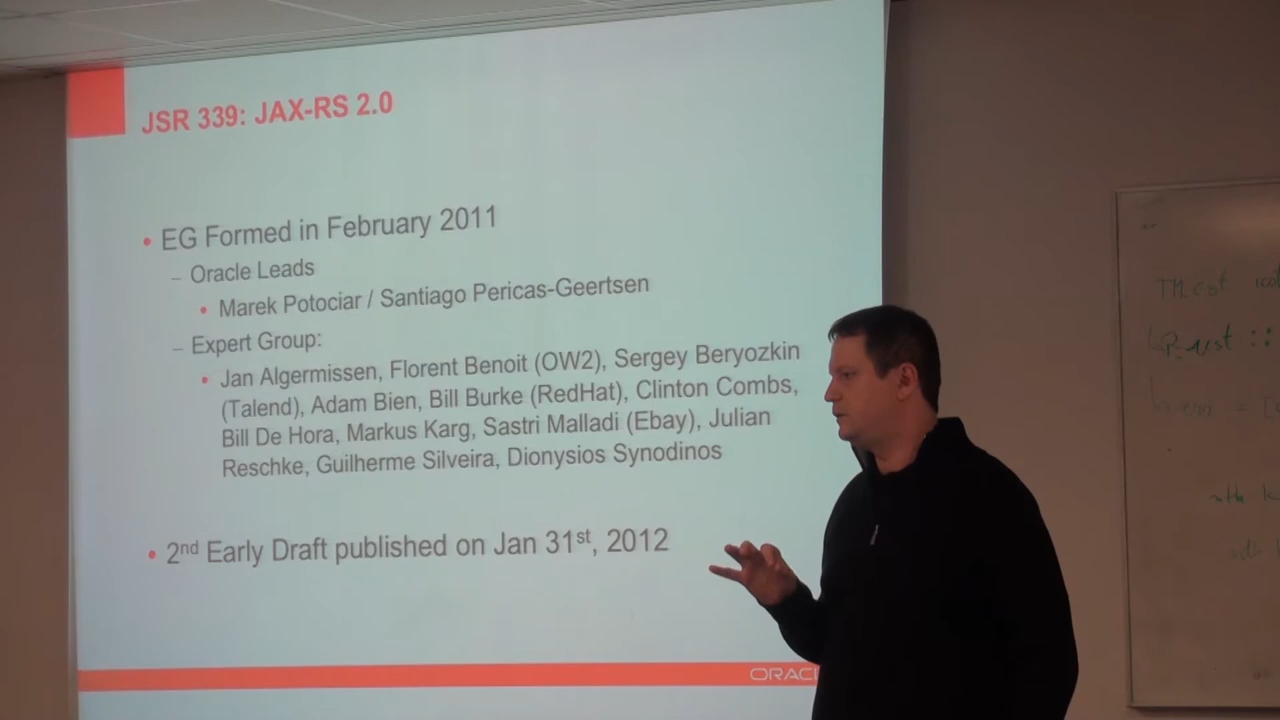 JSR 339: JAX-RS 2.0
• EG Formed in February 2011
– Oracle Leads
• Marek Potociar / Santiago Pericas-Geertsen
– Expert Group:
• Jan Algermissen, Florent Benoit (OW2), Sergey Beryozkin
(Talend), Adam Bien, Bill Burke (RedHat), Clinton Combs,
Bill De Hora, Markus Karg, Sastri Malladi (Ebay), Julian
Reschke, Guilherme Silveira, Dionysios Synodinos
• 2nd Early Draft published on Jan 31st, 2012
ORACL